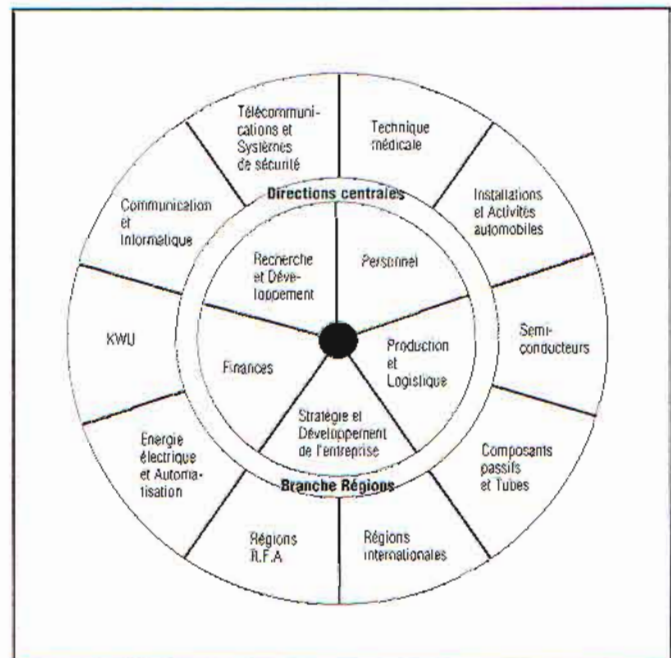 Télécommuni-
cations et
Systèmes
de sécurité
Technique
médicale
Installations
et Activités
automobiles
Semi-
conducteurs
Composants
passifs
et Tubes
Régions
internationales
Régions
R.F.A
Energie
électrique
et Automa-
tisation
KWU
Communication
et
Informatique
Directions centrales
Recherche
et Déve-
loppement
Personnel
Production
et
Logistique
Stratégie et
Développement
de l'entreprise
Finances
Branche Régions